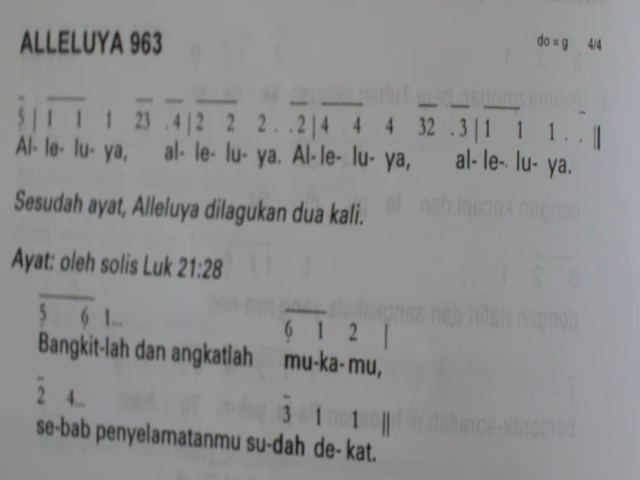 ALLELUYA 963
do = g 4/4
5 | 1 1 1 23 .4 | 2 2 2 . .2 | 4 4 4 32 .3 | 1 1 1 . . ||
Al- le- lu- ya, al- le- lu- ya. Al- le- lu- ya, al- le-. lu- ya.
Sesudah ayat, Alleluya dilagukan dua kali.
Ayat: oleh solis Luk 21:28
5 6 1... 6 1 2 |
Bangkit-lah dan angkatlah mu-ka-mu,
2 4... 3 1 1 ||
se-bab penyelamatanmu su-dah de-kat.